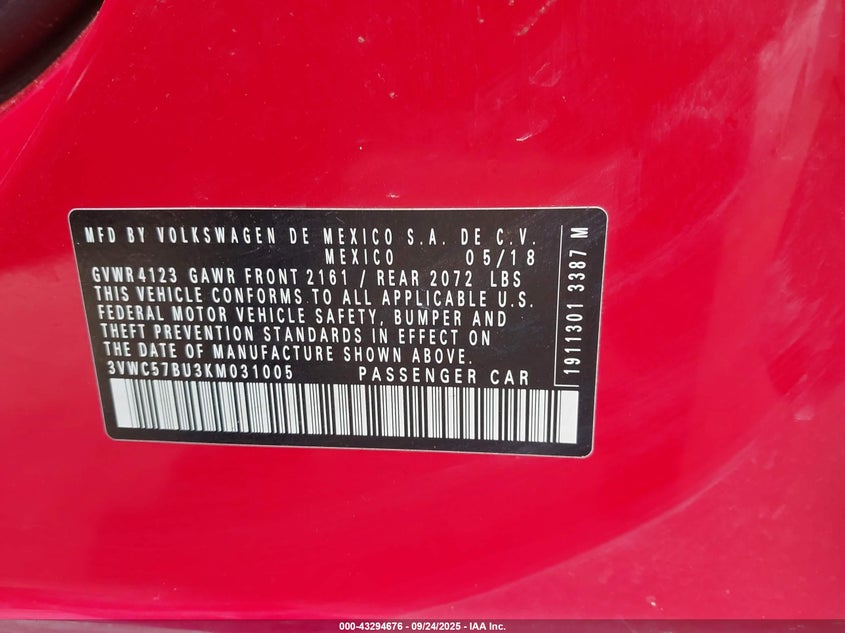 MFD BY VOLKSWAGEN DE MEXICO S.A. DE C.V.
MEXICO 05/18
GVWR4123 GAWR FRONT 2161 / REAR 2072 LBS
THIS VEHICLE CONFORMS TO ALL APPLICABLE U.S.
FEDERAL MOTOR VEHICLE SAFETY, BUMPER AND
THEFT PREVENTION STANDARDS IN EFFECT ON
THE DATE OF MANUFACTURE SHOWN ABOVE.
3VWC57BU3KM031005 PASSENGER CAR
1911301 3387 M
000-43294676 - 09/24/2025 - IAA Inc.